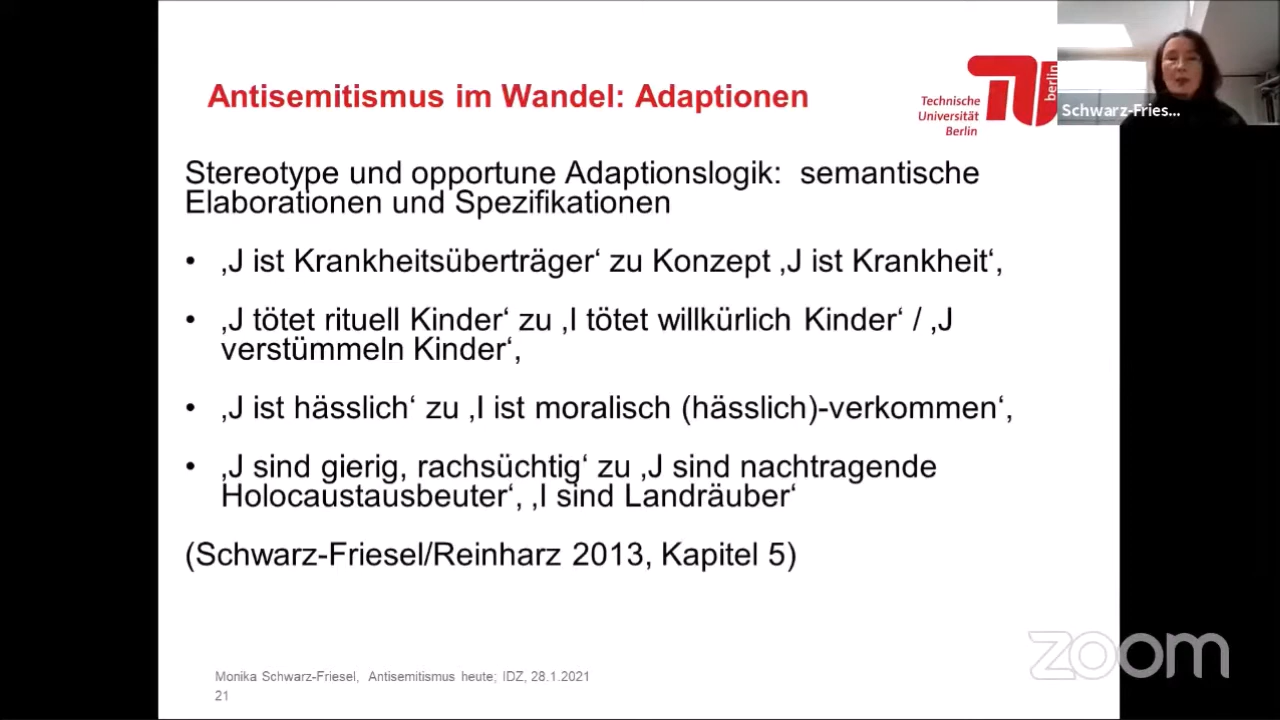 Antisemitismus im Wandel: Adaptionen
Technische
Universität
Berlin
berlin
Schwarz-Fries...
Stereotype und opportune Adaptionslogik:  semantische
Elaborationen und Spezifikationen
• ‚J ist Krankheitsüberträger‘ zu Konzept ‚J ist Krankheit‘,
• ‚J tötet rituell Kinder‘ zu ‚I tötet willkürlich Kinder‘ / ‚J
verstümmeln Kinder‘,
• ‚J ist hässlich‘ zu ‚I ist moralisch (hässlich)-verkommen‘,
• ‚J sind gierig, rachsüchtig‘ zu ‚J sind nachtragende
Holocaustausbeuter‘, ‚I sind Landräuber‘
(Schwarz-Friesel/Reinharz 2013, Kapitel 5)
zoom
Monika Schwarz-Friesel,  Antisemitismus heute; IDZ, 28.1.2021
21